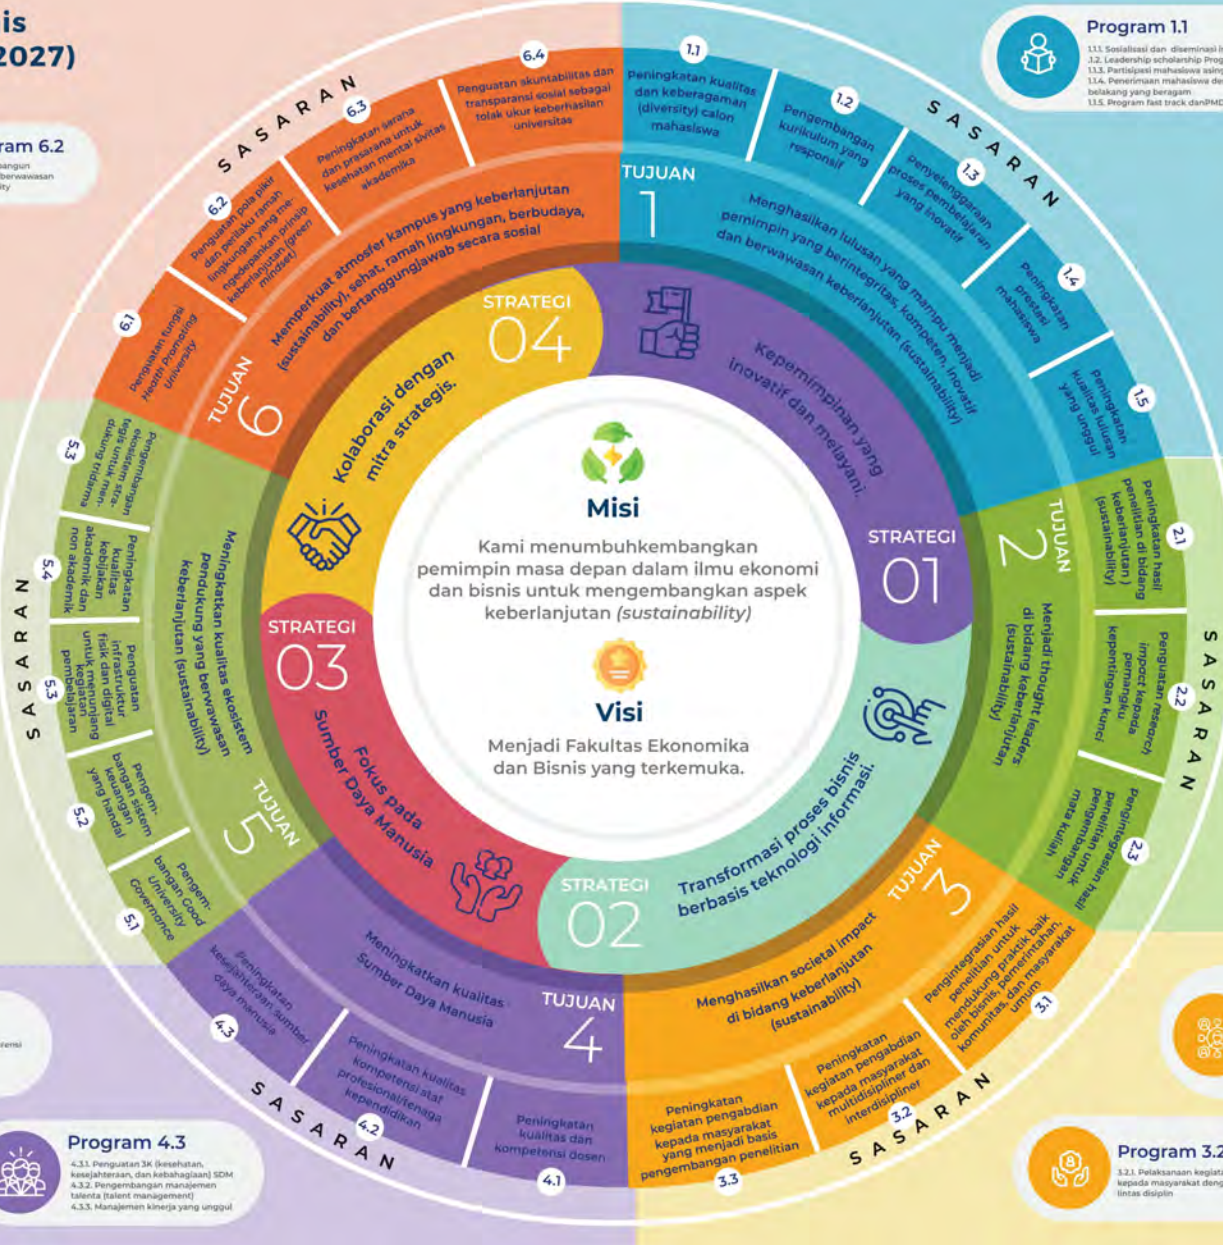 nis
2027)
ram 6.2
bangun
berwawasan
ity
Program 1.1
1.1.1. Sosialisasi dan diseminasi
.1.2. Leadership scholarship Prog
1.1.3. Partisipasi mahasiswa asing
1.1.4. Penerimaan mahasiswa de
belakang yang beragam
1.1.5. Program fast track danPMD
SASARAN
6.4
Penguatan akuntabilitas dan
transparansi sosial sebagai
tolak ukur keberhasilan
universitas
6.3
Peningkatan sarana
dan prasarana untuk
kesehatan mental sivitas
akademika
6.2
Penguatan pola pikir
dan perilaku ramah
lingkungan yang me-
ngedepankan prinsip
keberlanjutan (green
mindset)
6.1
Penguatan fungsi
Health Promoting
University
TUJUAN
6
Memperkuat atmosfer kampus yang keberlanjutan
(sustainability), sehat, ramah lingkungan, berbudaya,
dan bertanggungjawab secara sosial
SASARAN
1.1
Peningkatan kualitas
dan keberagaman
(diversity) calon
mahasiswa
1.2
Pengembangan
kurikulum yang
responsif
1.3
Penyelenggaraan
proses pembelajaran
yang inovatif
1.4
Peningkatan
prestasi
mahasiswa
1.5
Peningkatan
kualitas lulusan
yang unggul
TUJUAN
1
Menghasilkan lulusan yang mampu menjadi
pemimpin yang berintegritas, kompeten, inovatif
dan berwawasan keberlanjutan (sustainability)
STRATEGI
04
Kolaborasi dengan
mitra strategis.
Kepemimpinan yang
inovatif dan melayani.
STRATEGI
01
Misi
Kami menumbuhkembangkan
pemimpin masa depan dalam ilmu ekonomi
dan bisnis untuk mengembangkan aspek
keberlanjutan (sustainability)
Visi
Menjadi Fakultas Ekonomika
dan Bisnis yang terkemuka.
STRATEGI
03
Fokus pada
Sumber Daya Manusia
STRATEGI
02
Transformasi proses bisnis
berbasis teknologi informasi.
TUJUAN
2
Menjadi thought leaders
di bidang keberlanjutan
(sustainability)
SASARAN
2.1
Peningkatan hasil
penelitian di bidang
keberlanjutan )
(sustainability)
2.2
Penguatan research
impact kepada
pemangku
kepentingan kunci
2.3
Pengintegrasian hasil
penelitian untuk
pengembangan
mata kuliah
TUJUAN
3
Menghasilkan societal impact
di bidang keberlanjutan
(sustainability)
SASARAN
3.1
Pengintegrasian hasil
penelitian untuk
mendukung praktik baik
oleh bisnis, pemerintahan,
komunitas, dan masyarakat
umum
3.2
Peningkatan
kegiatan pengabdian
kepada masyarakat
multidisipliner dan
interdisipliner
3.3
Peningkatan
kegiatan pengabdian
kepada masyarakat
yang menjadi basis
pengembangan penelitian
TUJUAN
4
Meningkatkan kualitas
Sumber Daya Manusia
SASARAN
4.1
Peningkatan
kualitas dan
kompetensi dosen
4.2
Peningkatan kualitas
kompetensi staf
profesional/tenaga
kependidikan
4.3
Peningkatan
kesejahteraan sumber
daya manusia
TUJUAN
5
Meningkatkan kualitas ekosistem
pendukung yang berwawasan
keberlanjutan (sustainability)
SASARAN
5.1
Pengem-
bangan Good
University
Governance
5.2
Pengem-
bangan sistem
keuangan
yang handal
5.3
Penguatan
infrastruktur
fisik dan digital
untuk menunjang
kegiatan
pembelajaran
5.4
Peningkatan
kualitas
kebijakan
akademik dan
non akademik
5.3
Pengembangan
ekosistem stra-
tegis untuk men-
dukung tridarma
rensi
Program 4.3
4.3.1. Penguatan 3K (kesehatan,
kesejahteraan, dan kebahagiaan) SDM
4.3.2. Pengembangan manajemen
talenta (talent management)
4.3.3. Manajemen kinerja yang unggul
Program 3.2
3.2.1. Pelaksanaan kegiata
kepada masyarakat deng
lintas disiplin